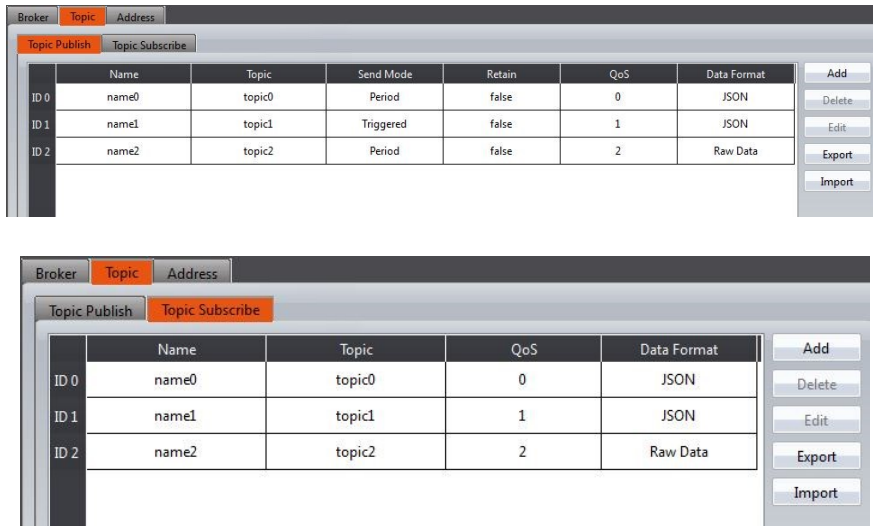 Broker Topic Address
Topic Publish Topic Subscribe
Name Topic Send Mode Retain QoS Data Format Add
ID 0 name0 topic0 Period false 0 JSON Delete
ID 1 name1 topic1 Triggered false 1 JSON Edit
ID 2 name2 topic2 Period false 2 Raw Data Export
Import
Broker Topic Address
Topic Publish Topic Subscribe
Name Topic QoS Data Format Add
ID 0 name0 topic0 0 JSON Delete
ID 1 name1 topic1 1 JSON Edit
ID 2 name2 topic2 2 Raw Data Export
Import